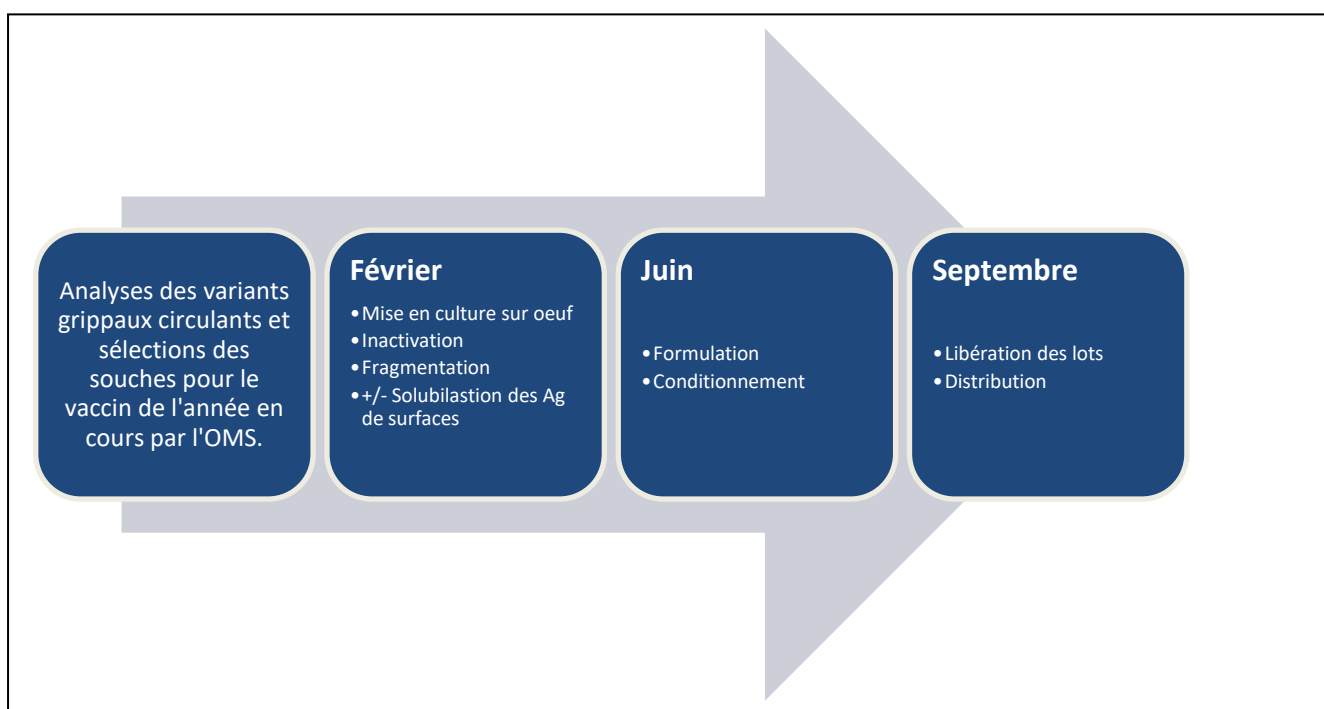 Analyses des variants
grippaux circulants et
sélections des
souches pour le
vaccin de l'année en
cours par l'OMS.
Février
•Mise en culture sur oeuf
•Inactivation
•Fragmentation
•+/- Solubilastion des Ag
de surfaces
Juin
•Formulation
•Conditionnement
Septembre
•Libération des lots
•Distribution